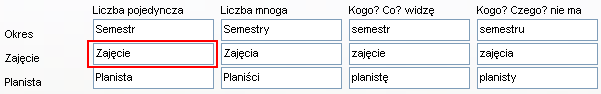 Liczba pojedyncza Liczba mnoga Kogo? Co? widzę Kogo? Czego? nie ma
Okres Semestr Semestry semestr semestru
Zajęcie Zajęcie Zajęcia zajęcie zajęcia
Planista Planista Planiści planistę planisty